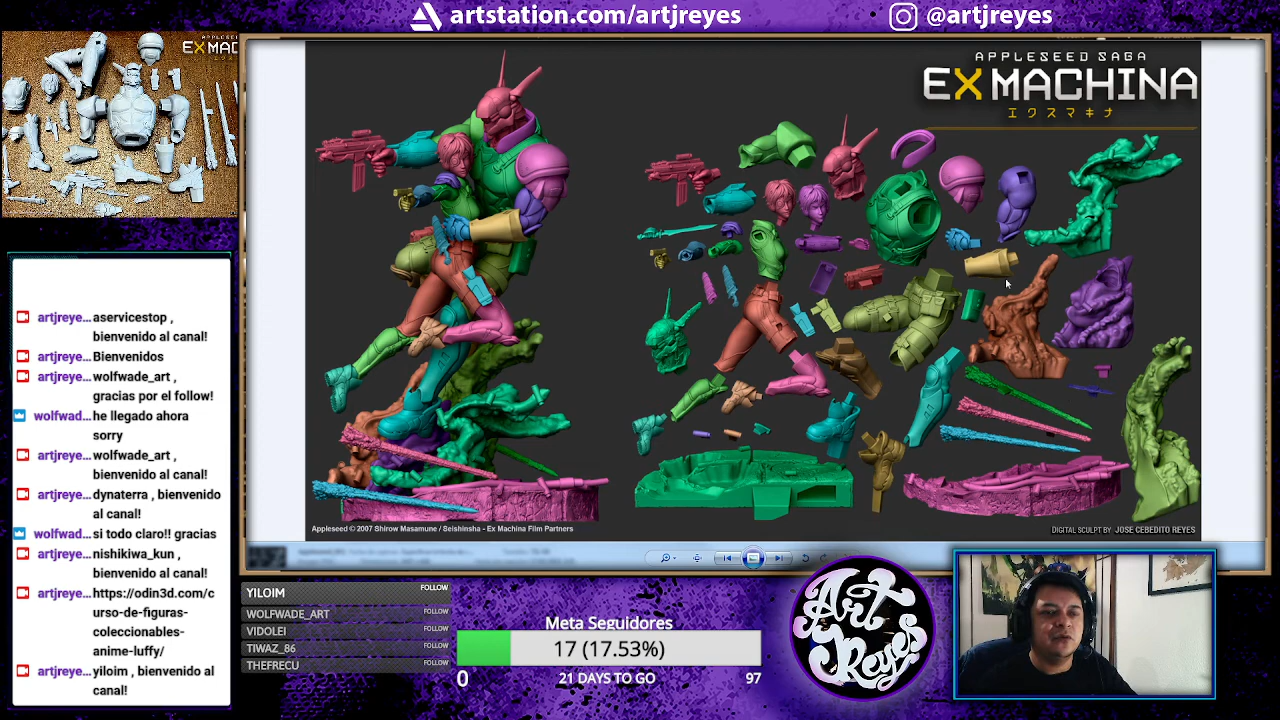 artstation.com/artjreyes
@artjreyes
APPLESEED SAGA
EX MACHINA
エクスマキナ
Appleseed © 2007 Shirow Masamune / Seishinsha - Ex Machina Film Partners
DIGITAL SCULPT BY JOSE CEBEDITO REYES
APPLESEED
EX MAC
artjreye... aservicestop ,
bienvenido al canal!
artjreye... Bienvenidos
artjreye... wolfwade_art ,
gracias por el follow!
wolfwad... he llegado ahora
sorry
artjreye... wolfwade_art ,
bienvenido al canal!
artjreye... dynaterra , bienvenido
al canal!
wolfwad... si todo claro!! gracias
artjreye... nishikiwa_kun ,
bienvenido al canal!
artjreye... https://odin3d.com/c
urso-de-figuras-
coleccionables-
anime-luffy/
artjreye... yiloim , bienvenido al
canal!
YILOIM FOLLOW
WOLFWADE_ART FOLLOW
VIDOLEI FOLLOW
TIWAZ_86 FOLLOW
THEFRECU FOLLOW
Meta Seguidores
17 (17.53%)
0 21 DAYS TO GO 97
Art
Reyes